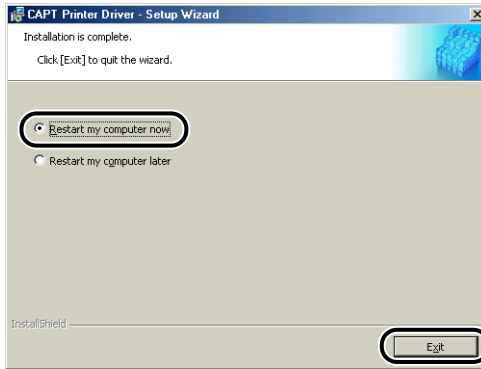 CAPT Printer Driver - Setup Wizard
Installation is complete.
Click [Exit] to quit the wizard.
Restart my computer now
Restart my computer later
InstallShield
Exit